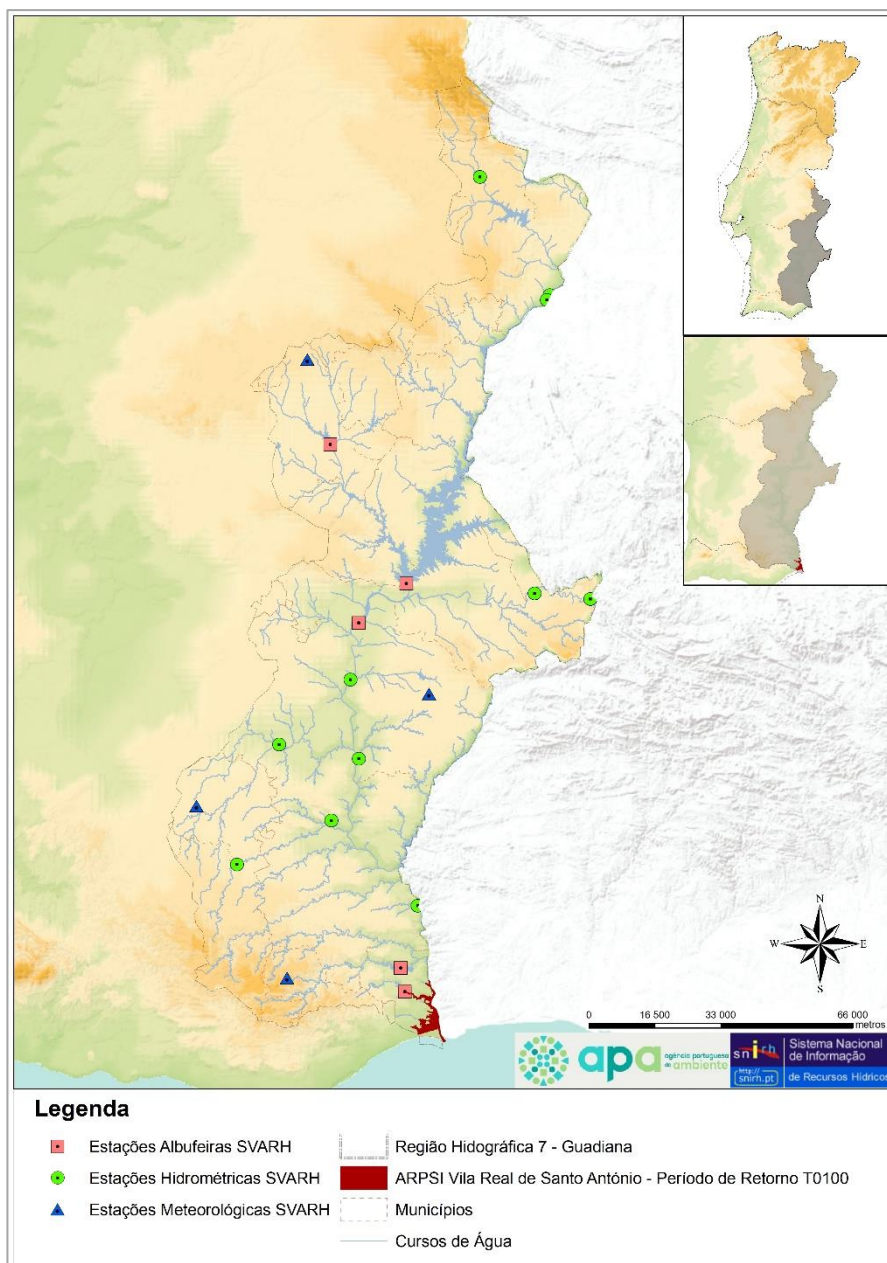 N
W
E
S
0
16 500
33 000
66 000
metros
apa
agência portuguesa
do ambiente
snirh
http://
snirh.pt
Sistema Nacional
de Informação
de Recursos Hídricos
Legenda
Estações Albufeiras SVARH
Estações Hidrométricas SVARH
Estações Meteorológicas SVARH
Região Hidográfica 7 - Guadiana
ARPSI Vila Real de Santo António - Período de Retorno T0100
Municípios
Cursos de Água